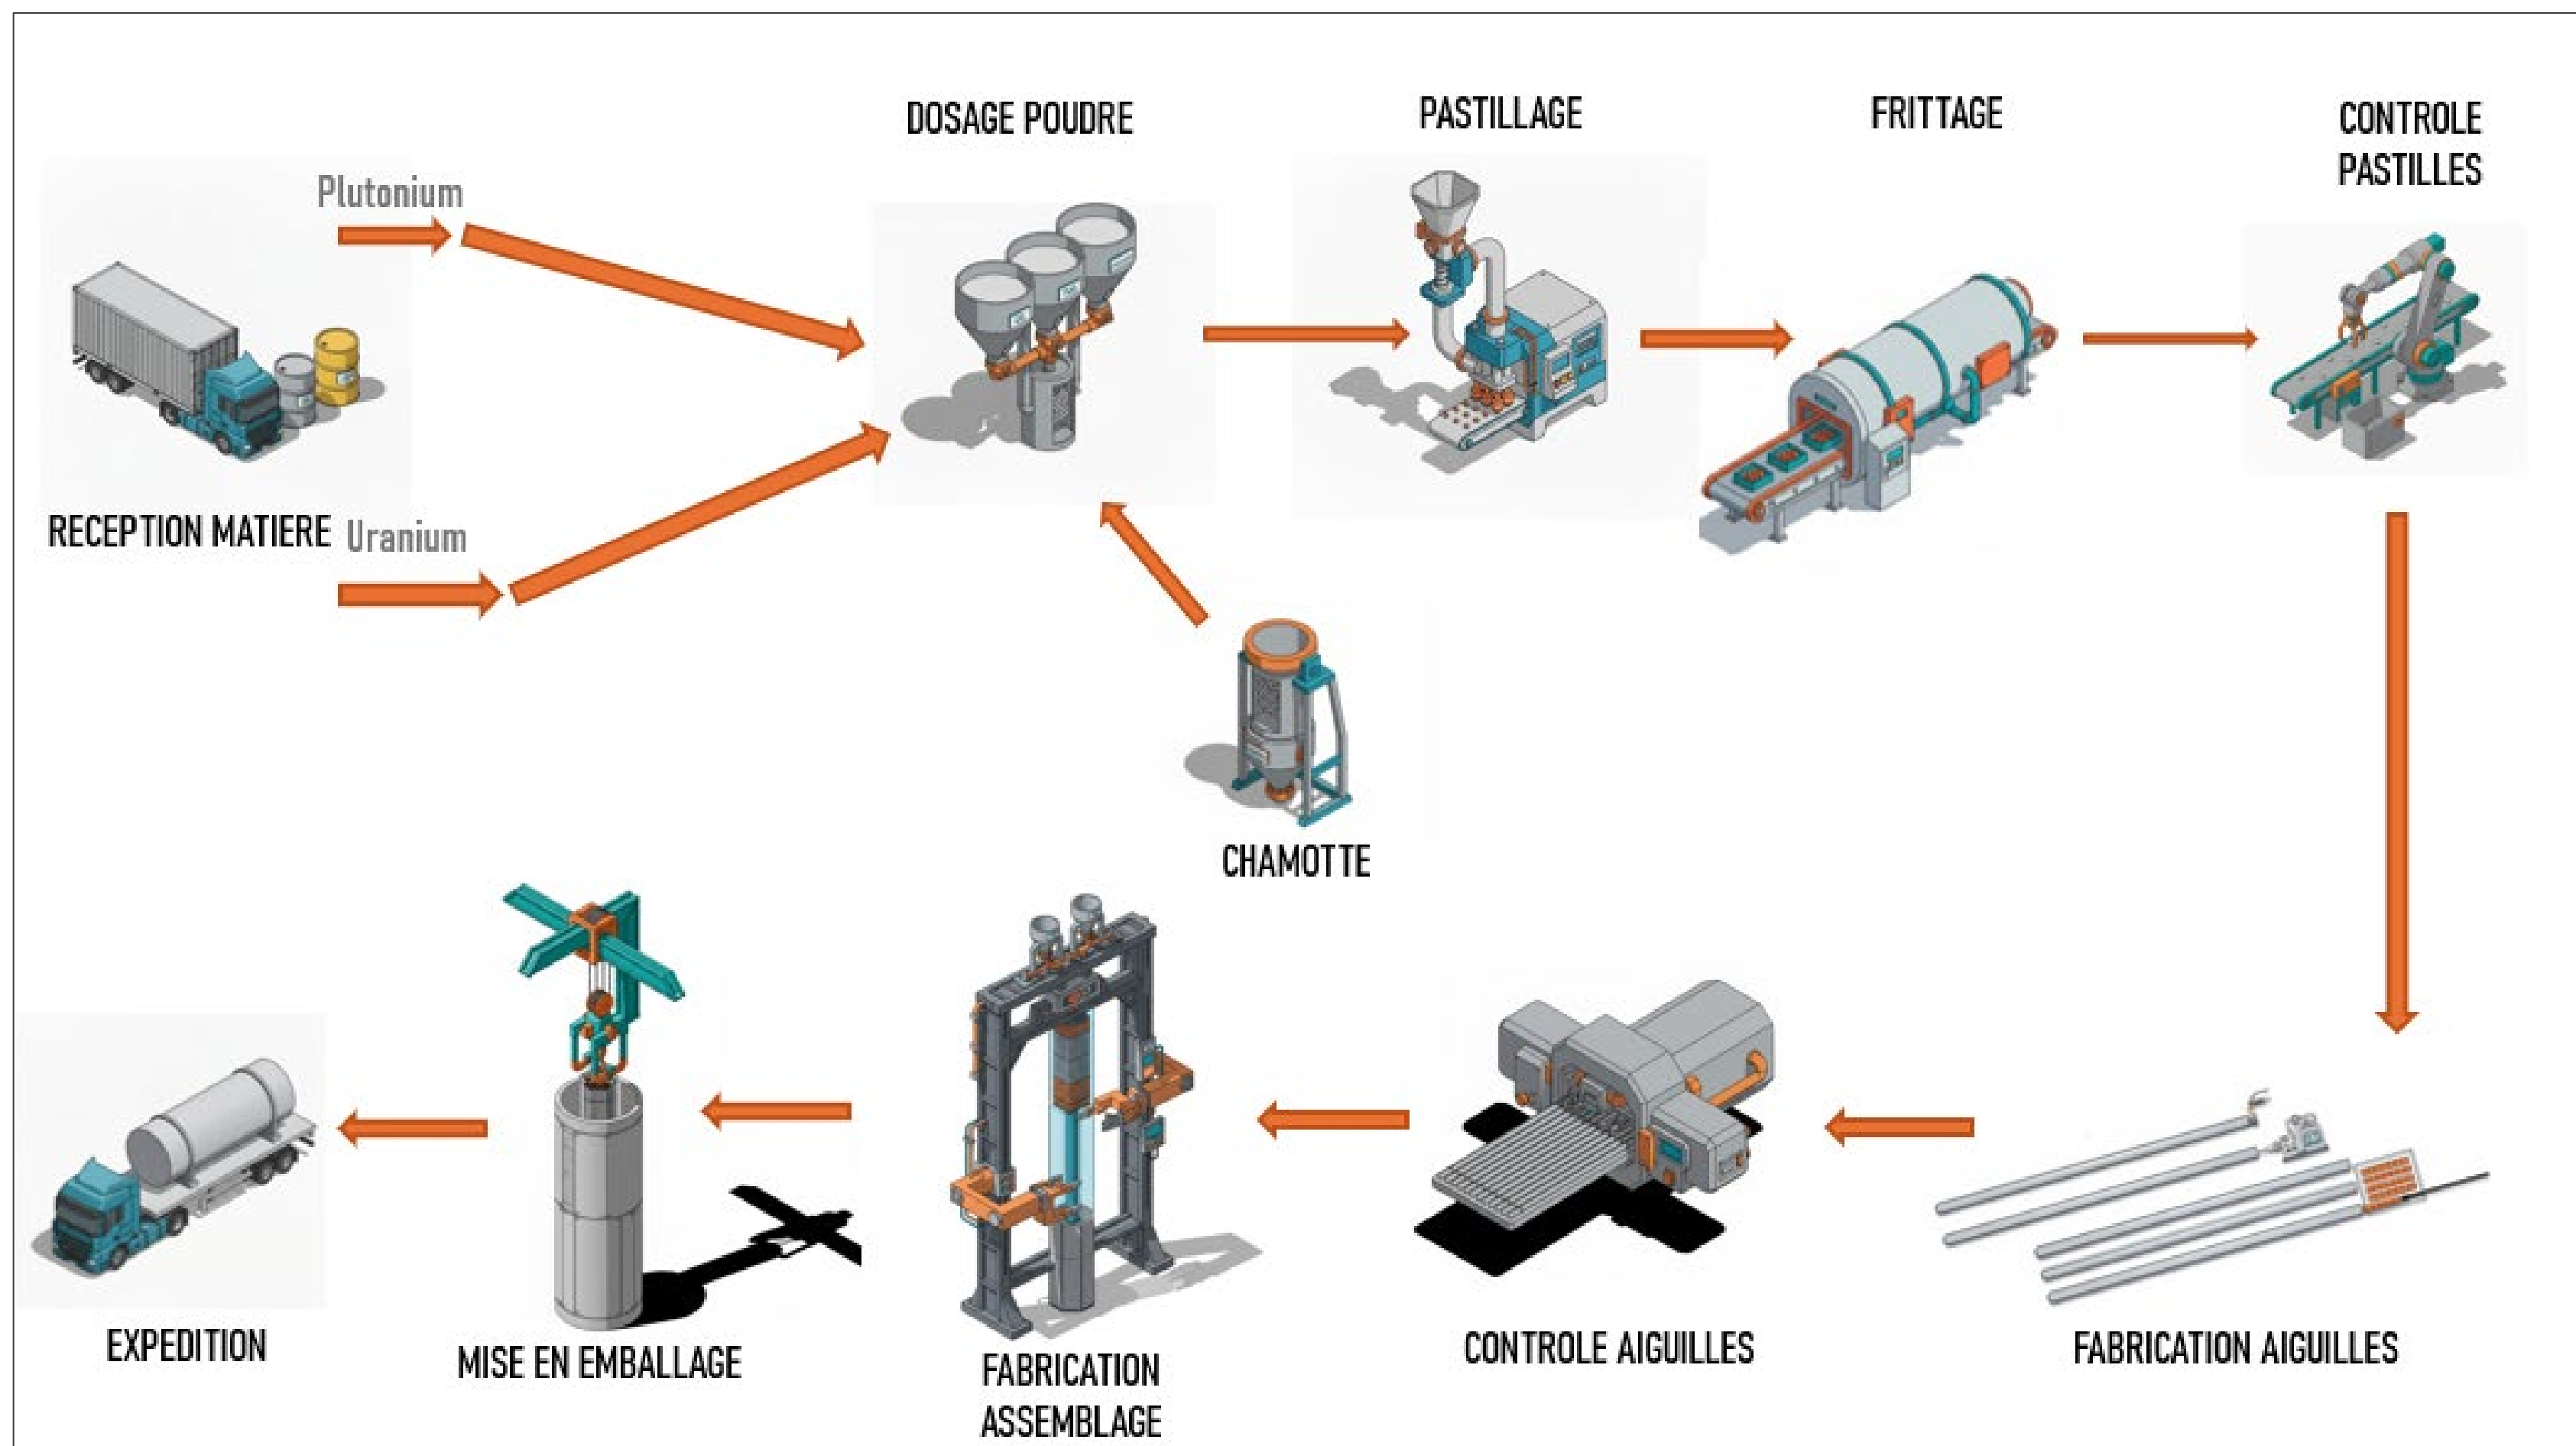 DOSAGE POUDRE
PASTILLAGE
FRITTAGE
CONTROLE
PASTILLES
Plutonium
RECEPTION MATIERE
Uranium
CHAMOTTE
EXPEDITION
MISE EN EMBALLAGE
FABRICATION
ASSEMBLAGE
CONTROLE AIGUILLES
FABRICATION AIGUILLES